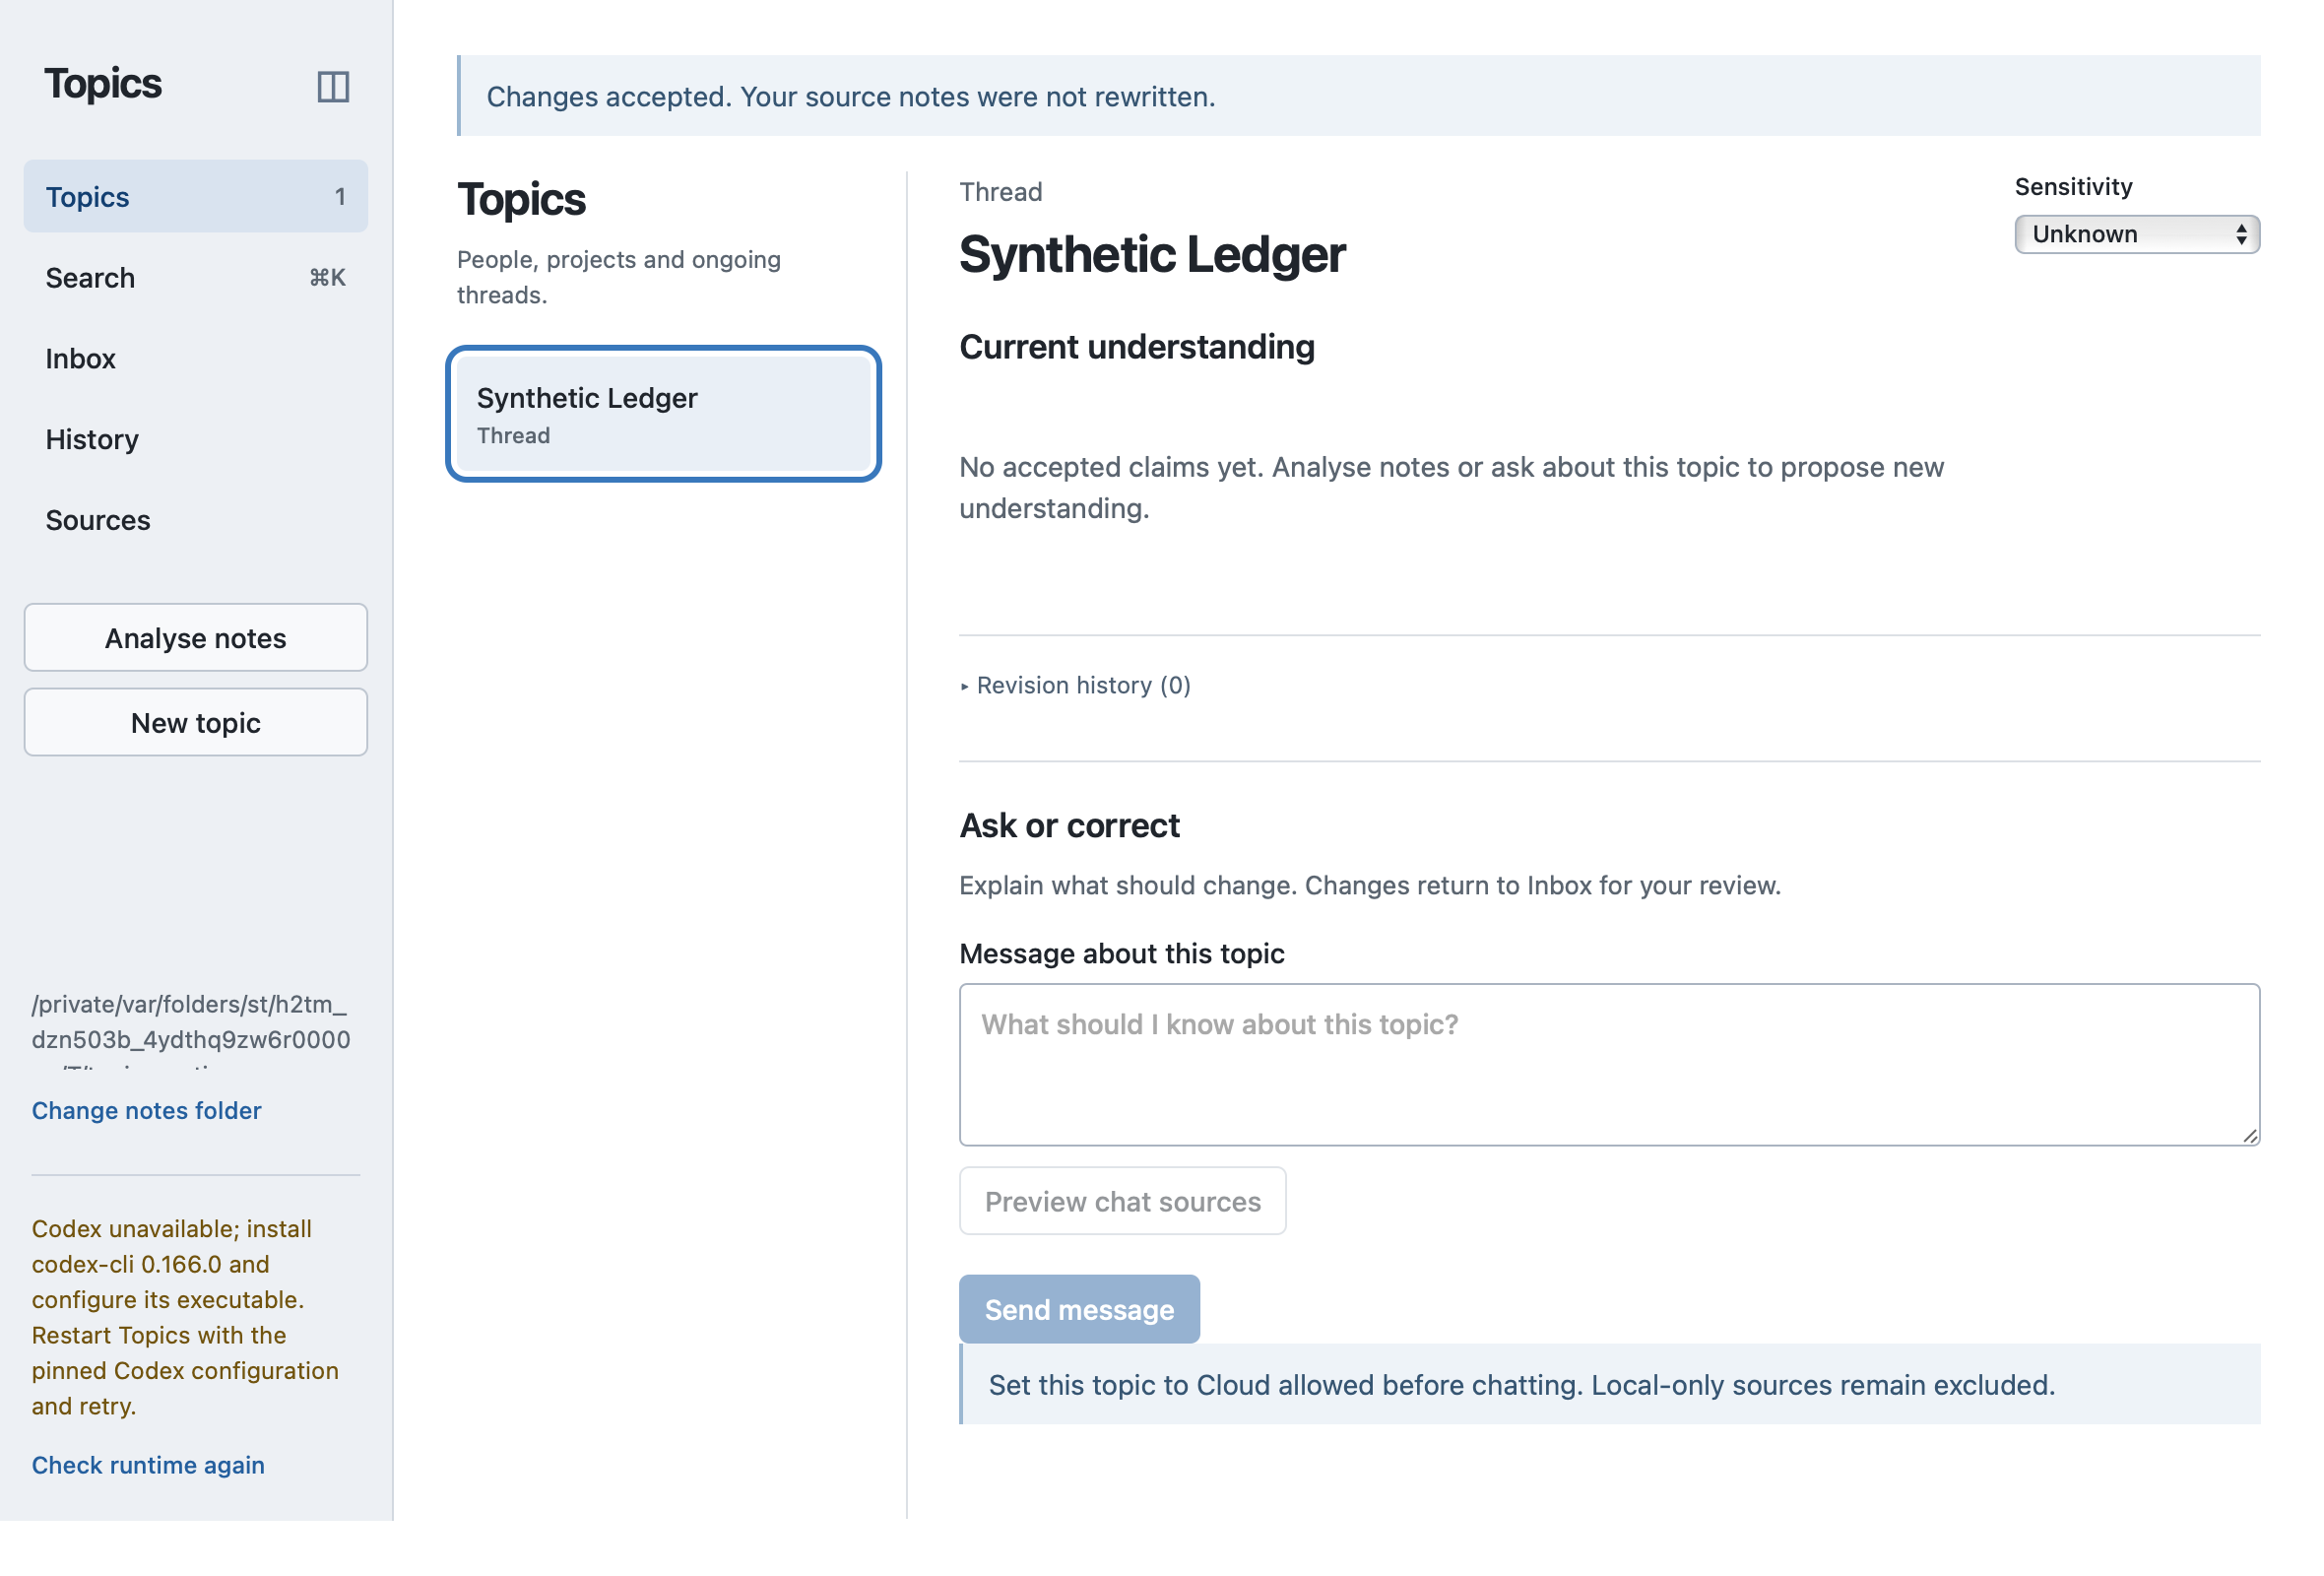 Topics
Topics 1
Search ⌘K
Inbox
History
Sources
Analyse notes
New topic
/private/var/folders/st/h2tm_
dzn503b_4ydthq9zw6r0000
Change notes folder
Codex unavailable; install
codex-cli 0.166.0 and
configure its executable.
Restart Topics with the
pinned Codex configuration
and retry.
Check runtime again
Changes accepted. Your source notes were not rewritten.
Topics
People, projects and ongoing
threads.
Synthetic Ledger
Thread
Thread
Synthetic Ledger
Sensitivity
Unknown
Current understanding
No accepted claims yet. Analyse notes or ask about this topic to propose new
understanding.
▸ Revision history (0)
Ask or correct
Explain what should change. Changes return to Inbox for your review.
Message about this topic
What should I know about this topic?
Preview chat sources
Send message
Set this topic to Cloud allowed before chatting. Local-only sources remain excluded.